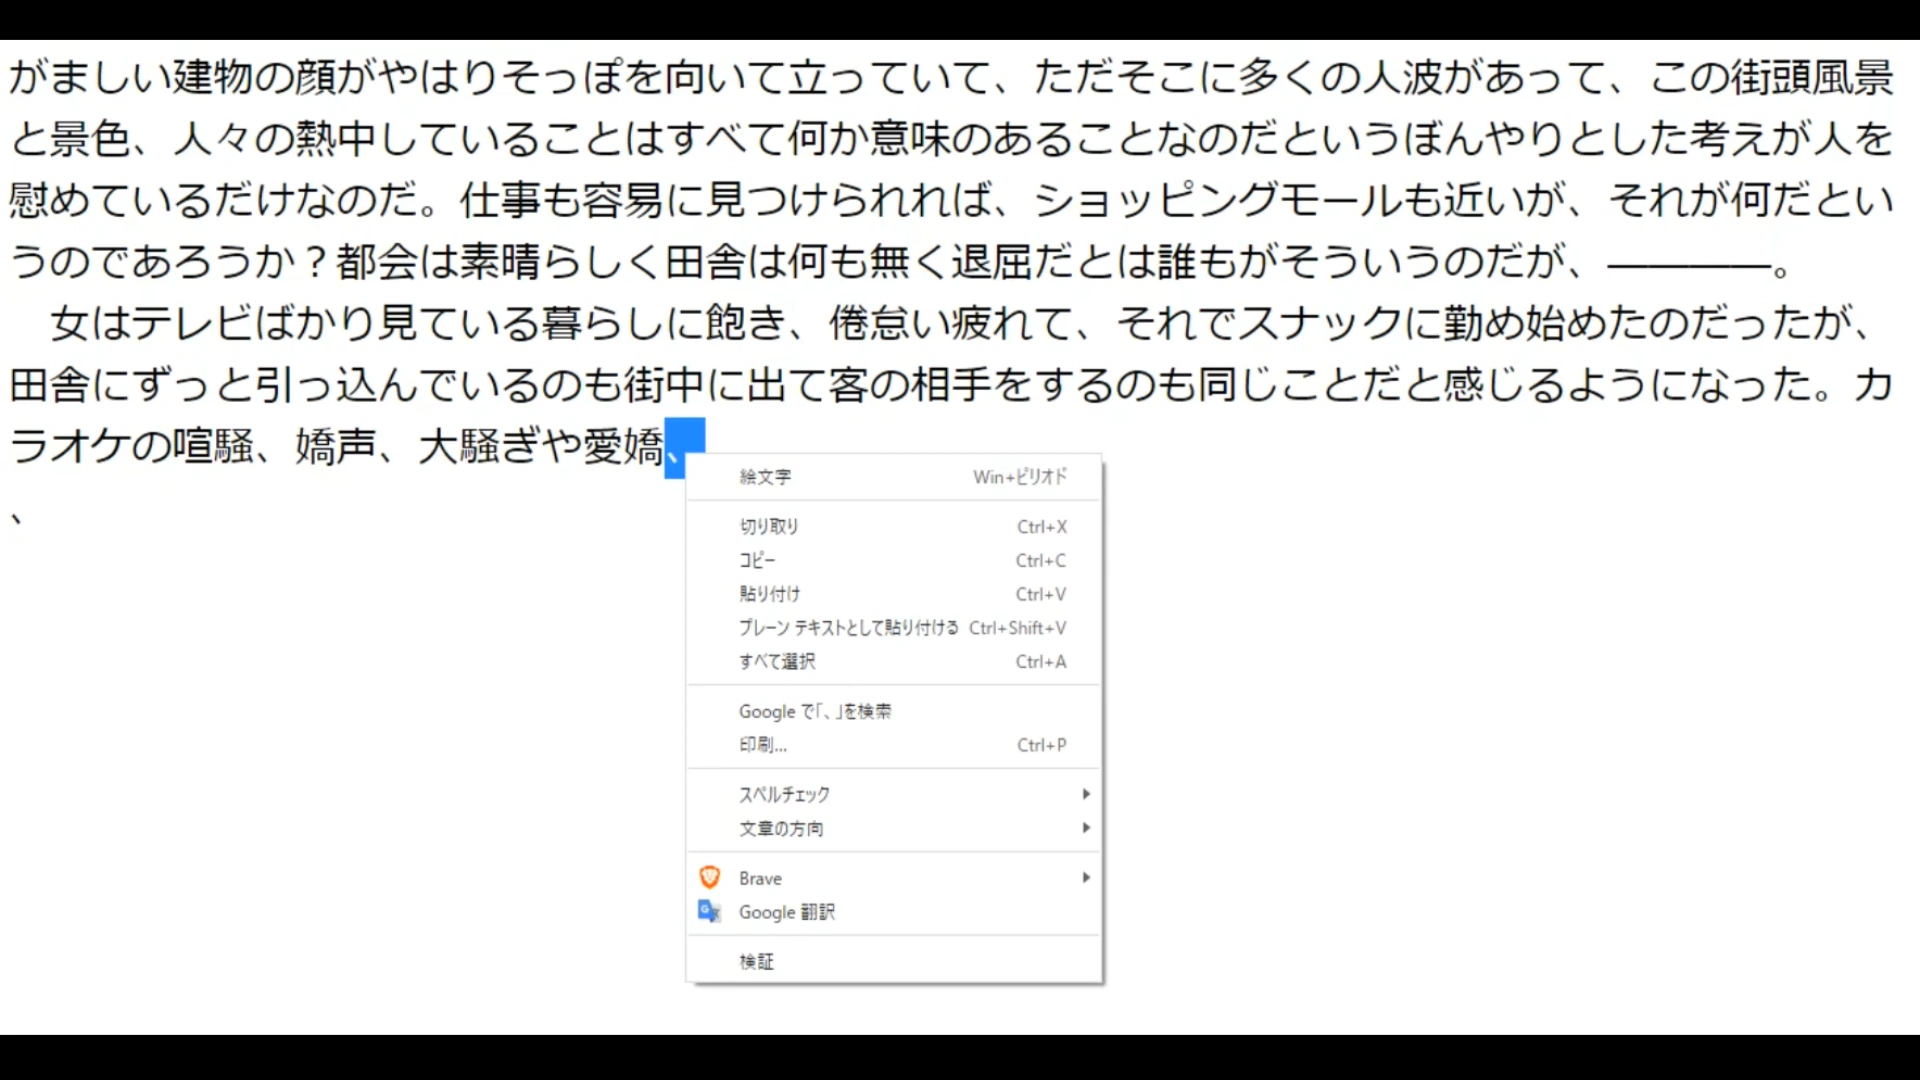 がましい建物の顔がやはりそっぽを向いて立っていて、ただそこに多くの人波があって、この街頭風景
と景色、人々の熱中していることはすべて何か意味のあることなのだというぼんやりとした考えが人を
慰めているだけなのだ。仕事も容易に見つけられれば、ショッピングモールも近いが、それが何だとい
うのであろうか？都会は素晴らしく田舎は何も無く退屈だとは誰もがそういうのだが、――――。
　女はテレビばかり見ている暮らしに飽き、倦怠い疲れて、それでスナックに勤め始めたのだったが、
田舎にずっと引っ込んでいるのも街中に出て客の相手をするのも同じことだと感じるようになった。カ
ラオケの喧騒、嬌声、大騒ぎや愛嬌、
、
絵文字 Win+ピリオド
切り取り Ctrl+X
コピー Ctrl+C
貼り付け Ctrl+V
プレーン テキストとして貼り付ける Ctrl+Shift+V
すべて選択 Ctrl+A
Google で「、」を検索
印刷... Ctrl+P
スペルチェック
文章の方向
Brave
Google 翻訳
検証